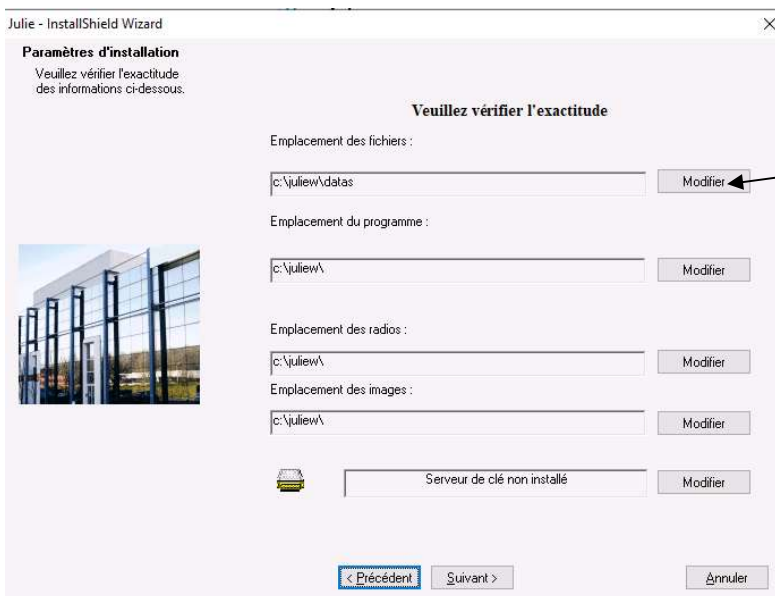 Julie - InstallShield Wizard
Paramètres d'installation
Veuillez vérifier l'exactitude
des informations ci-dessous.
Veuillez vérifier l'exactitude
Emplacement des fichiers :
c:\juliew\datas
Modifier
Emplacement du programme :
c:\juliew\
Modifier
Emplacement des radios :
c:\juliew\
Modifier
Emplacement des images :
c:\juliew\
Modifier
Serveur de clé non installé
Modifier
< Précédent
Suivant >
Annuler